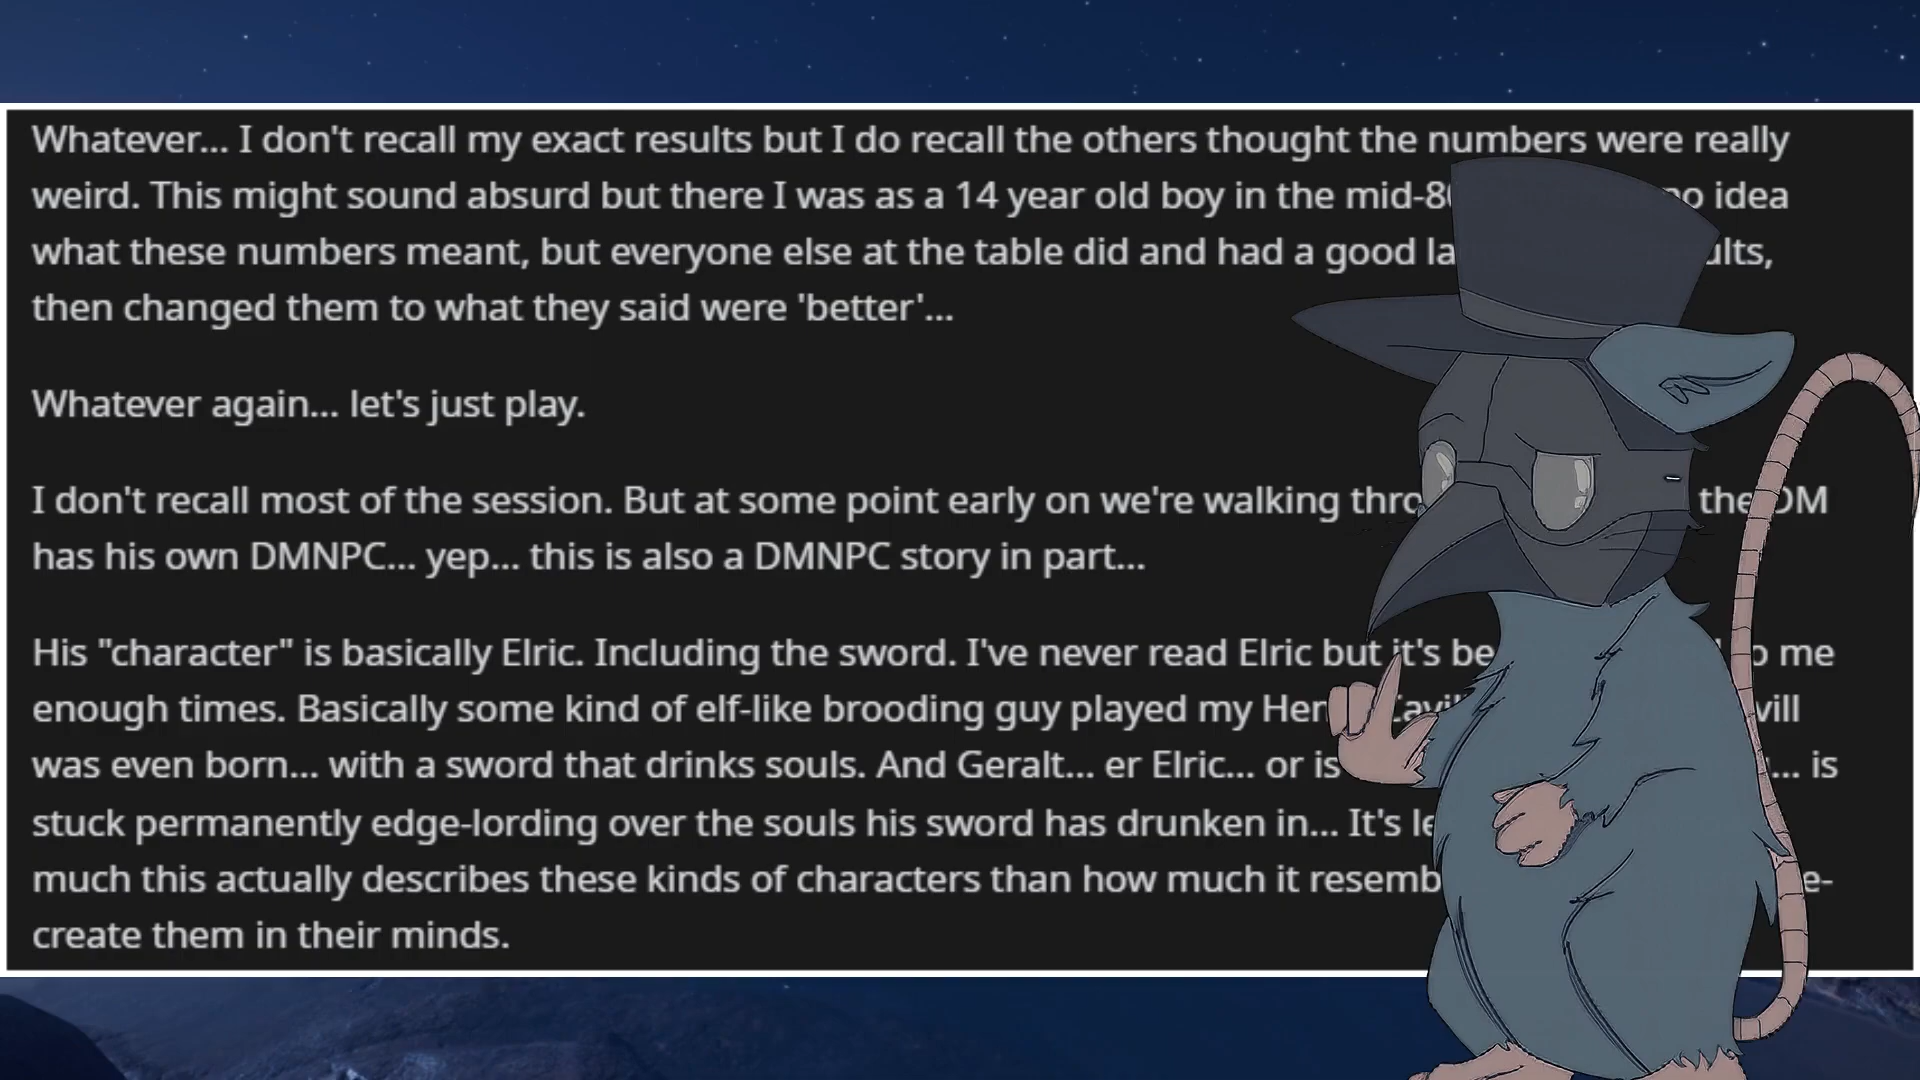 Whatever... I don't recall my exact results but I do recall the others thought the numbers were really
weird. This might sound absurd but there I was as a 14 year old boy in the mid-80 no idea
what these numbers meant, but everyone else at the table did and had a good
then changed them to what they said were 'better'...
Whatever again... let's just play.
I don't recall most of the session. But at some point early on we're walking the DM
has his own DMNPC... yep... this is also a DMNPC story in part...
His "character" is basically Elric. Including the sword. I've never read Elric but it's me
enough times. Basically some kind of elf-like brooding guy played my
was even born... with a sword that drinks souls. And Geralt... er Elric... or is ... is
stuck permanently edge-lording over the souls his sword has drunken in... It's
much this actually describes these kinds of characters than how much it
create them in their minds.